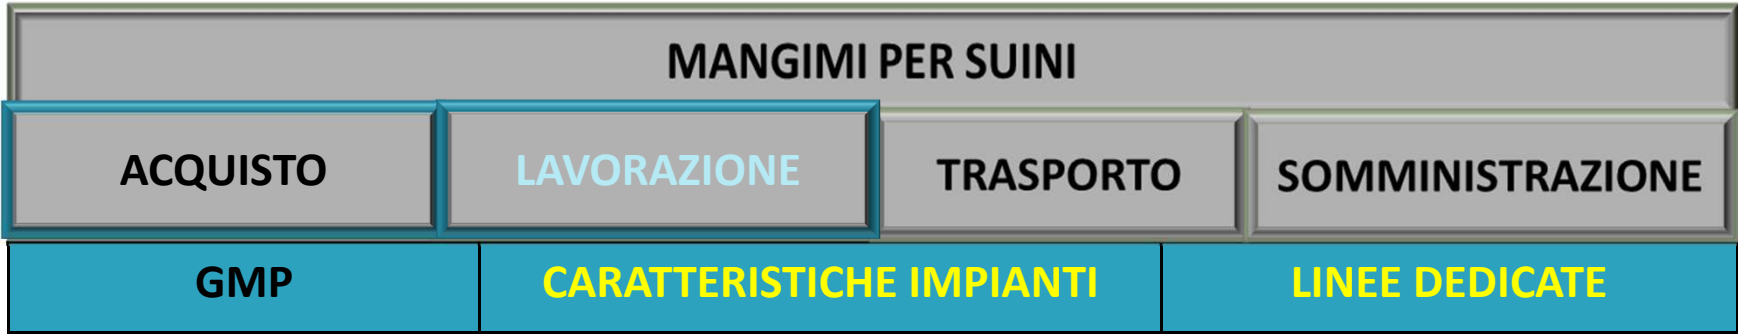 MANGIMI PER SUINI
ACQUISTO LAVORAZIONE TRASPORTO SOMMINISTRAZIONE
GMP CARATTERISTICHE IMPIANTI LINEE DEDICATE